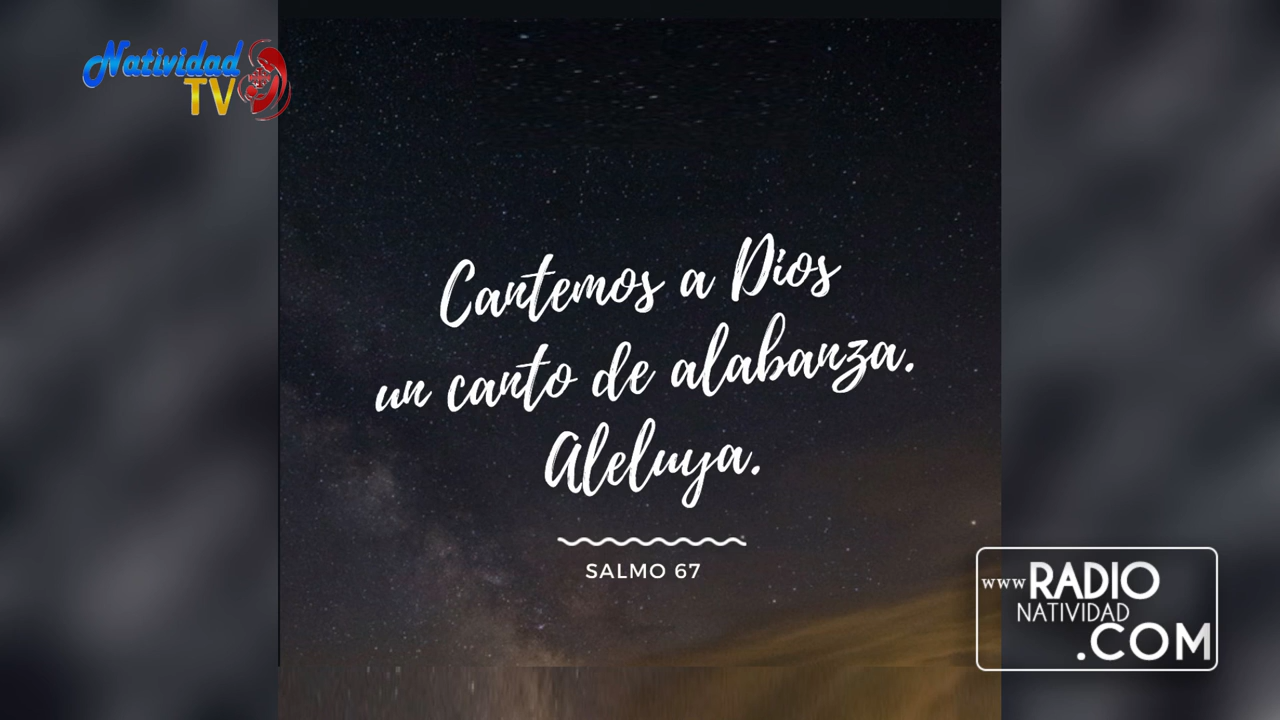 Natividad
TV
Cantemos a Dios
un canto de alabanza.
Aleluya.
SALMO 67
www RADIO
NATIVIDAD
.COM